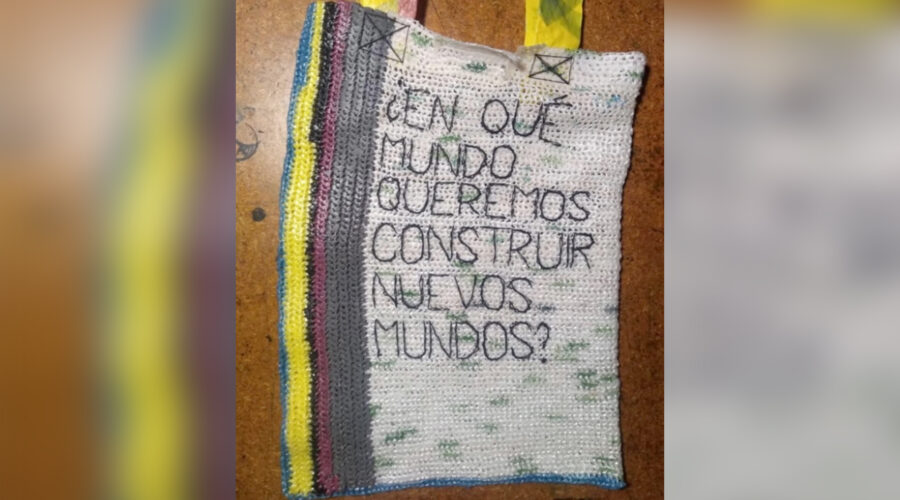 ¿EN QUÉ
MUNDO
QUEREMOS
CONSTRUIR
NUEVOS
MUNDOS?